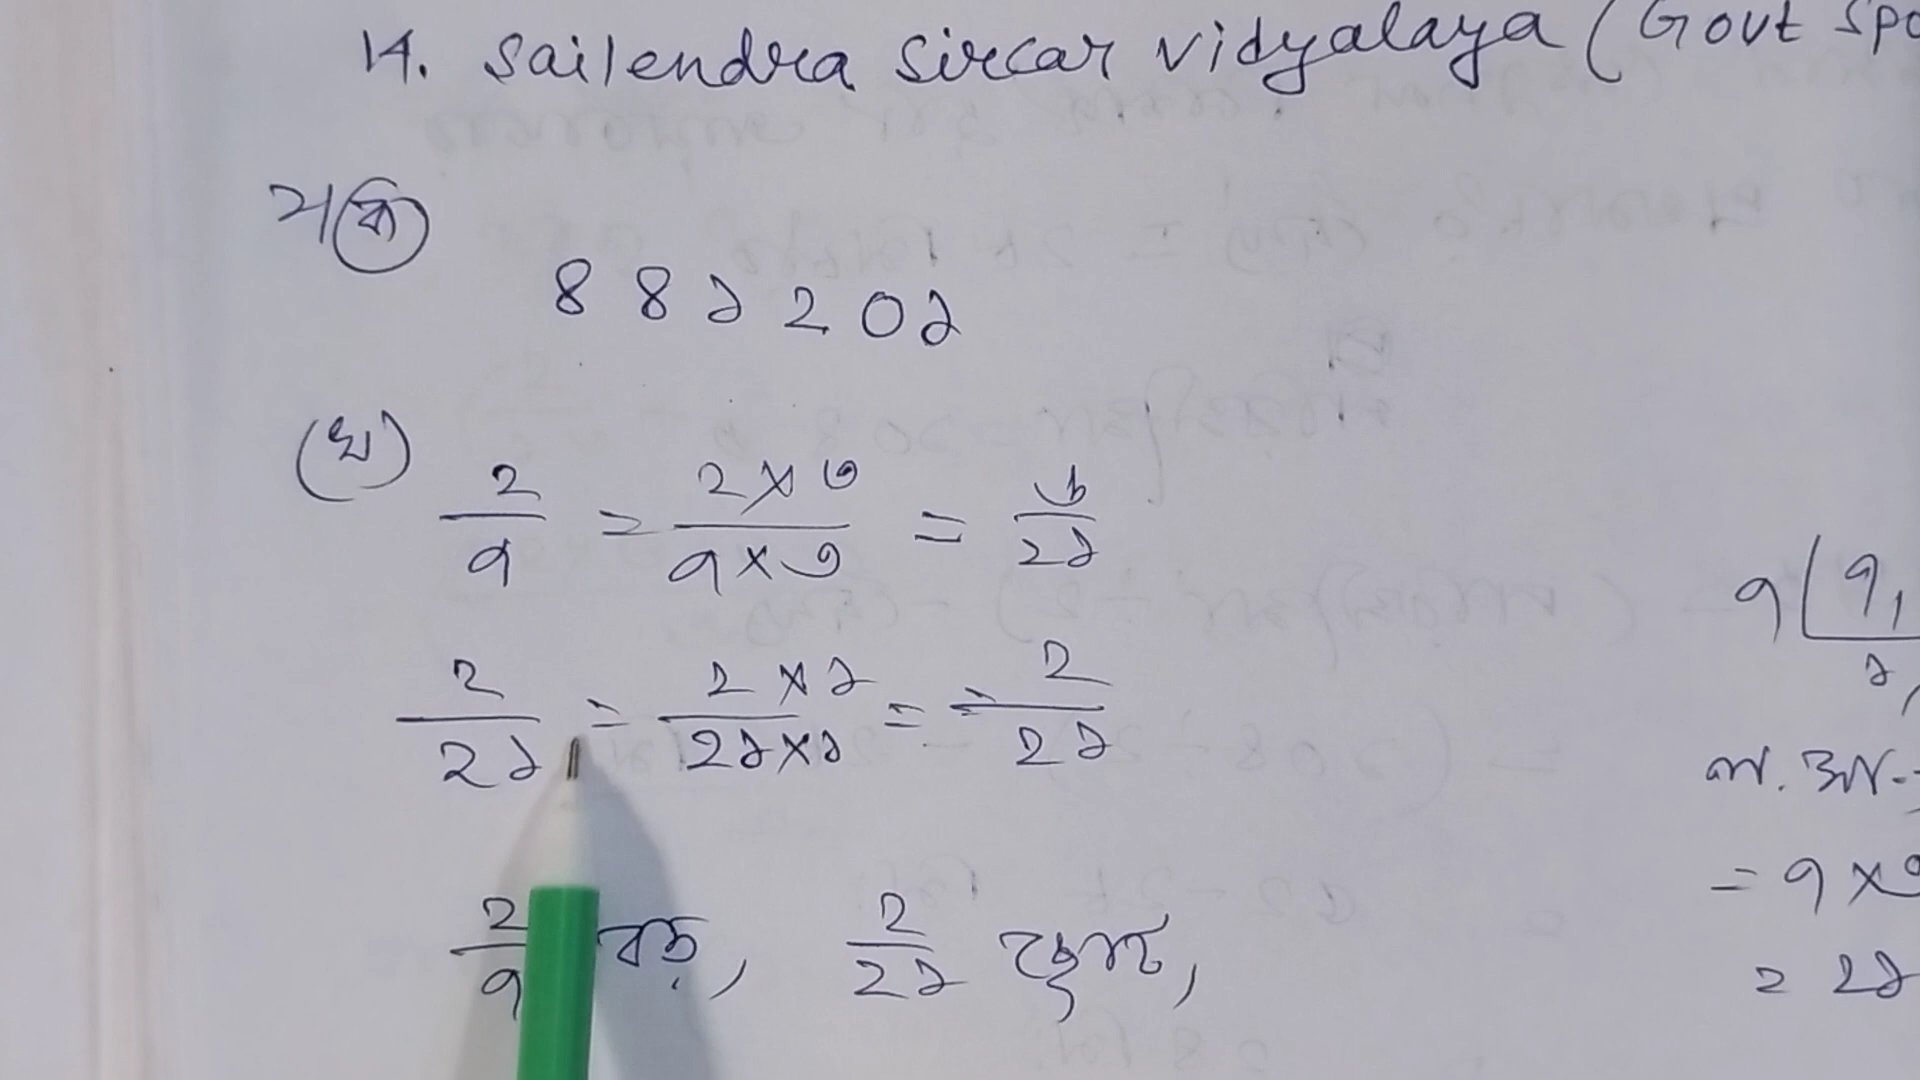 14. Sailendra Sircar Vidyalaya (Govt Spo
২/ (ক)
৪৪১২০১
(ঘ)
২/৭ = ২×৩/৭×৩ = ৬/২১
২/২১ = ২×১/২১×১ = = ২/২১
২/৭ বড়, ২/২১
৭ | ৭,
১,
ল.
= ৭ ×
= ২১